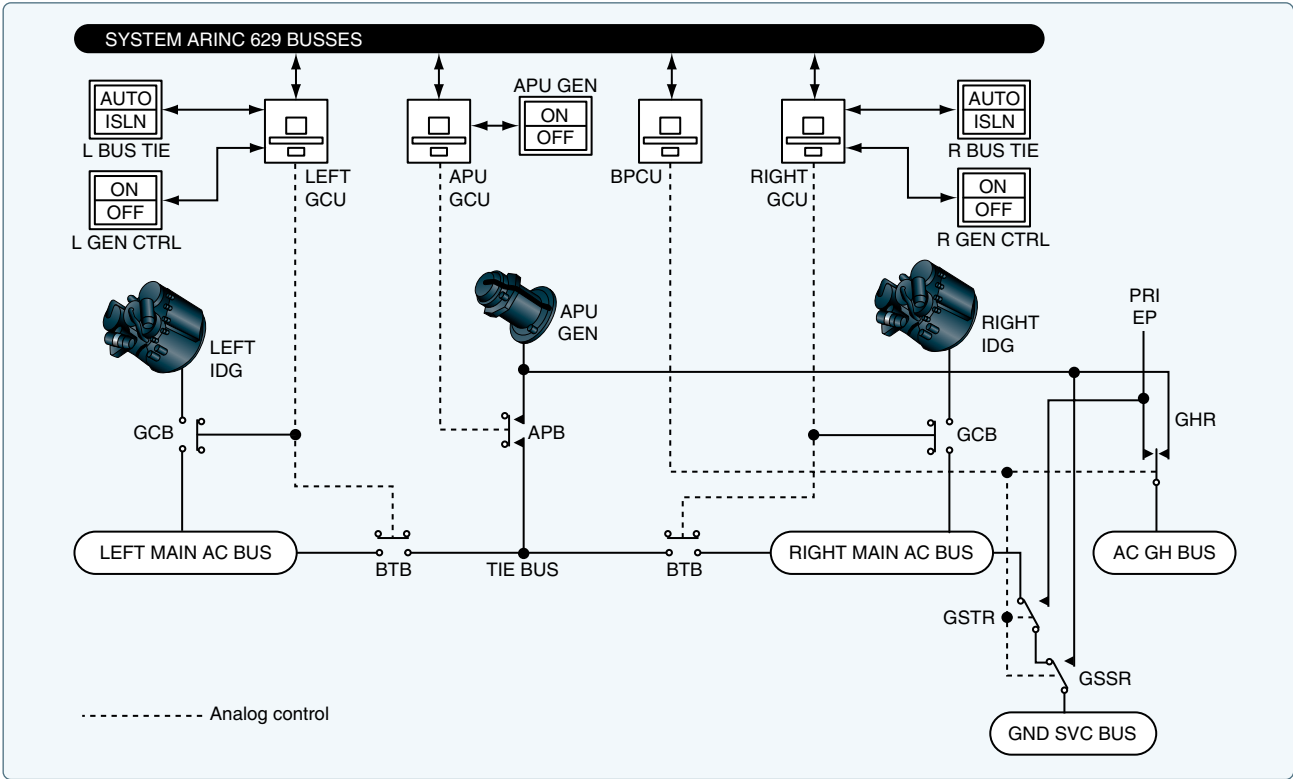 SYSTEM ARINC 629 BUSSES
AUTO
ISLN
L BUS TIE
ON
OFF
L GEN CTRL
LEFT
GCU
APU
GCU
APU GEN
ON
OFF
BPCU
RIGHT
GCU
AUTO
ISLN
R BUS TIE
ON
OFF
R GEN CTRL
LEFT
IDG
APU
GEN
RIGHT
IDG
PRI
EP
GCB
APB
GCB
GHR
LEFT MAIN AC BUS
BTB
TIE BUS
BTB
RIGHT MAIN AC BUS
AC GH BUS
GSTR
GSSR
GND SVC BUS
Analog control